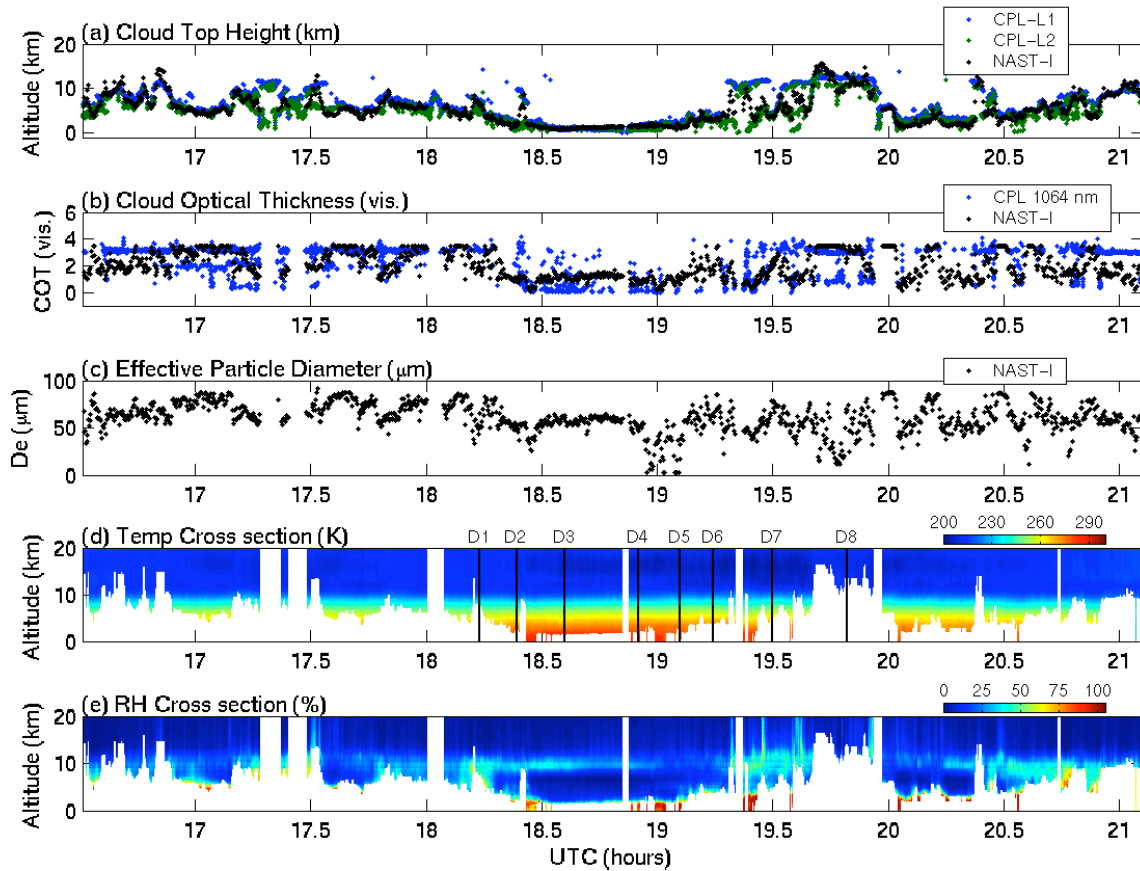 (a) Cloud Top Height (km)
CPL-L1
CPL-L2
NAST-I
Altitude (km)
20
10
0
17 17.5 18 18.5 19 19.5 20 20.5 21
(b) Cloud Optical Thickness (vis.)
CPL 1064 nm
NAST-I
COT (vis.)
6
4
2
0
17 17.5 18 18.5 19 19.5 20 20.5 21
(c) Effective Particle Diameter (μm)
NAST-I
De (μm)
100
50
0
17 17.5 18 18.5 19 19.5 20 20.5 21
(d) Temp Cross section (K)
D1 D2 D3 D4 D5 D6 D7 D8
200 230 260 290
Altitude (km)
20
10
0
17 17.5 18 18.5 19 19.5 20 20.5 21
(e) RH Cross section (%)
0 25 50 75 100
Altitude (km)
20
10
0
17 17.5 18 18.5 19 19.5 20 20.5 21
UTC (hours)